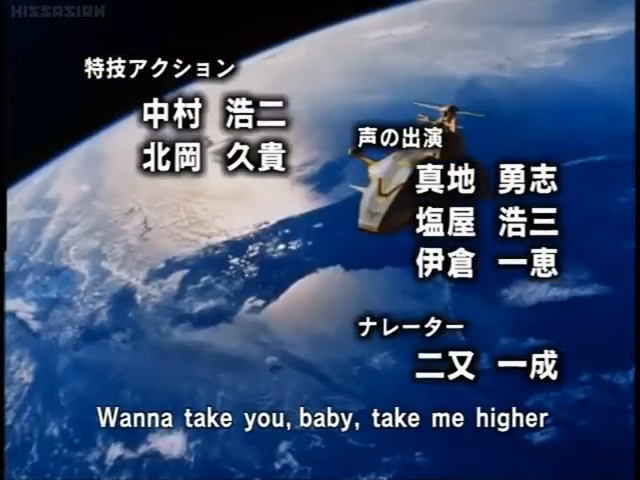 HISSASIAN
特技アクション
中村 浩二
北岡 久貴
声の出演
真地 勇志
塩屋 浩三
伊倉 一恵
ナレーター
二又 一成
Wanna take you, baby, take me higher